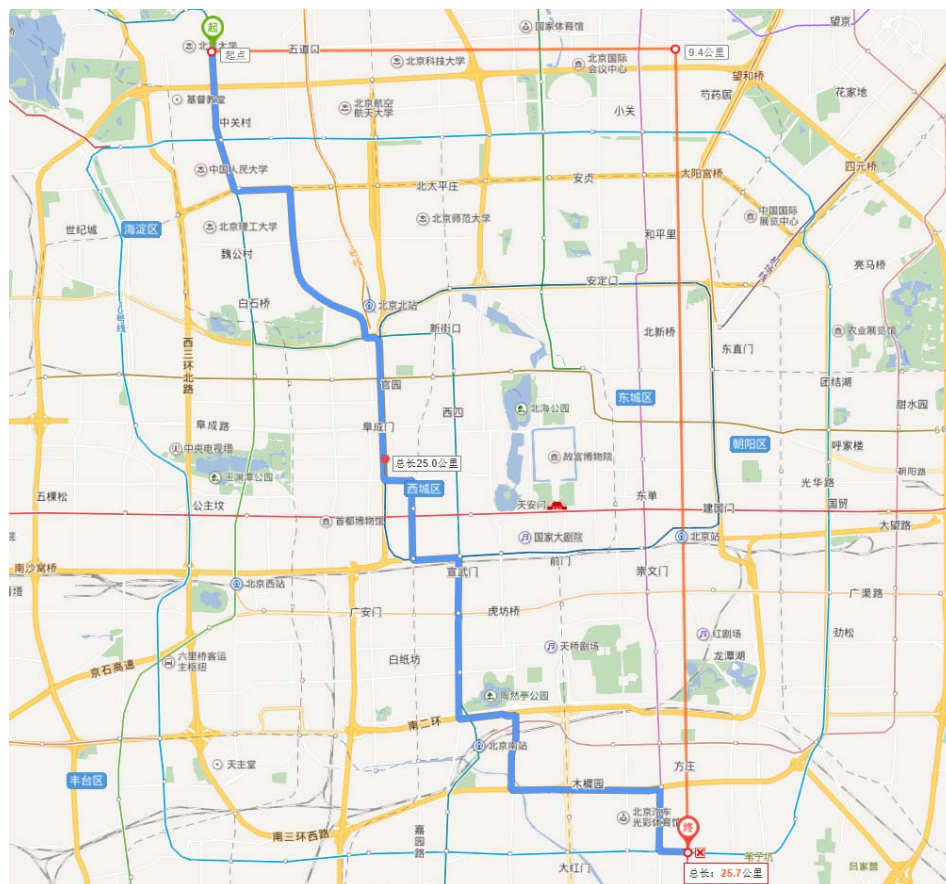 起
北京大学
起点
五道口
国家体育馆
望京
9.4公里
北京科技大学
北京国际
会议中心
望和桥
芍药居
花家地
基督教堂
中关村
北京航空
航天大学
小关
四元桥
中国人民大学
北太平庄
安贞
太阳宫桥
海淀区
世纪城
北京理工大学
北京师范大学
中国国际
展览中心
和平里
魏公村
亮马桥
机场线
安定门
白石桥
北京北站
10号线
新街口
北新桥
农业展览馆
东直门
西三环北路
官园
团结湖
西四
北海公园
东城区
甜水园
阜成路
阜成门
6号
中央电视塔
朝阳区
呼家楼
总长25.0公里
故宫博物院
朝阳路
玉渊潭公园
西城区
光华路
五棵松
公主坟
天安门
东单
建国门
国贸
首都博物馆
大望路
国家大剧院
北京站
南沙窝桥
宣武门
前门
崇文门
北京西站
广渠路
广安门
虎坊桥
劲松
红剧场
天桥剧场
六里桥客运
主枢纽
白纸坊
龙潭湖
京石高速
陶然亭公园
南二环
北京南站
天主堂
方庄
丰台区
木樨园
北京汽车
光彩体育馆
终
南三环西路
嘉园路
大红门
吕家营
总长：25.7公里